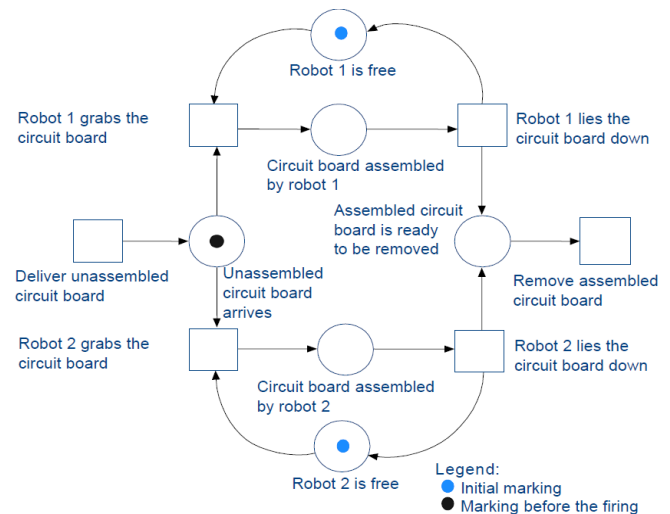 Robot 1 is free
Robot 1 grabs the
circuit board
Robot 1 lies the
circuit board down
Circuit board assembled
by robot 1
Assembled circuit
board is ready
to be removed
Deliver unassembled
circuit board
Unassembled
circuit board
arrives
Remove assembled
circuit board
Robot 2 grabs the
circuit board
Robot 2 lies the
circuit board down
Circuit board assembled
by robot 2
Robot 2 is free
Legend:
Initial marking
Marking before the firing